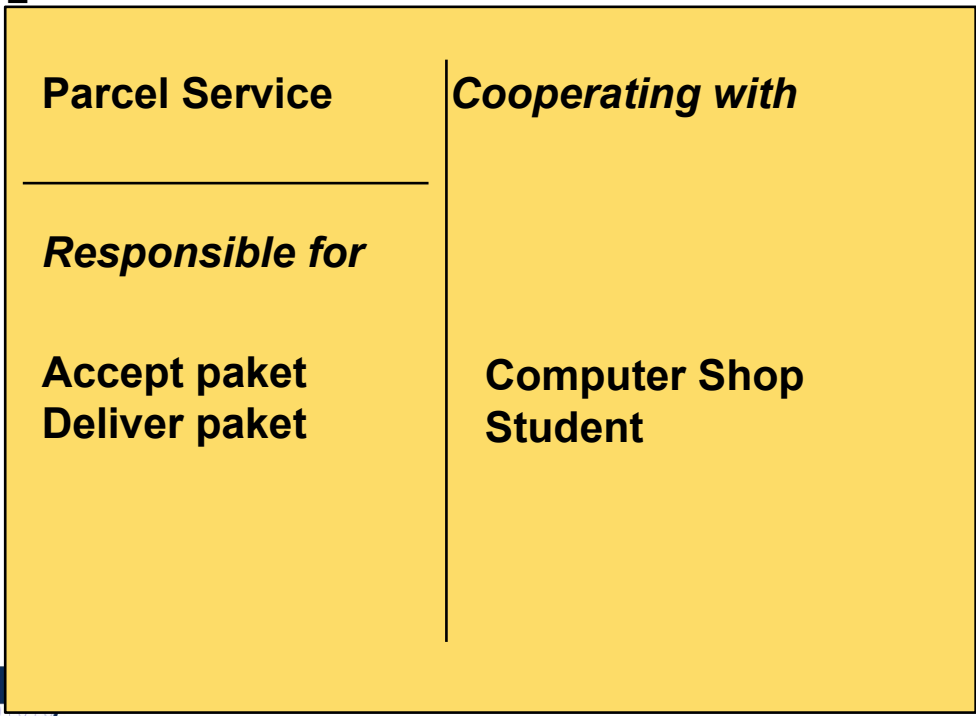 Parcel Service
Cooperating with
Responsible for
Accept paket
Deliver paket
Computer Shop
Student